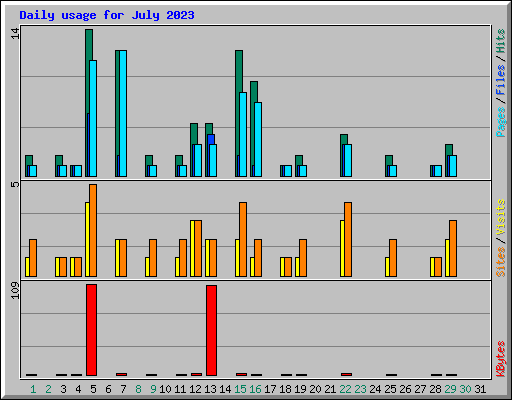 Daily usage for July 2023
14
5
109
Pages / Files / Hits
Sites / Visits
KBytes
1 2 3 4 5 6 7 8 9 10 11 12 13 14 15 16 17 18 19 20 21 22 23 24 25 26 27 28 29 30 31